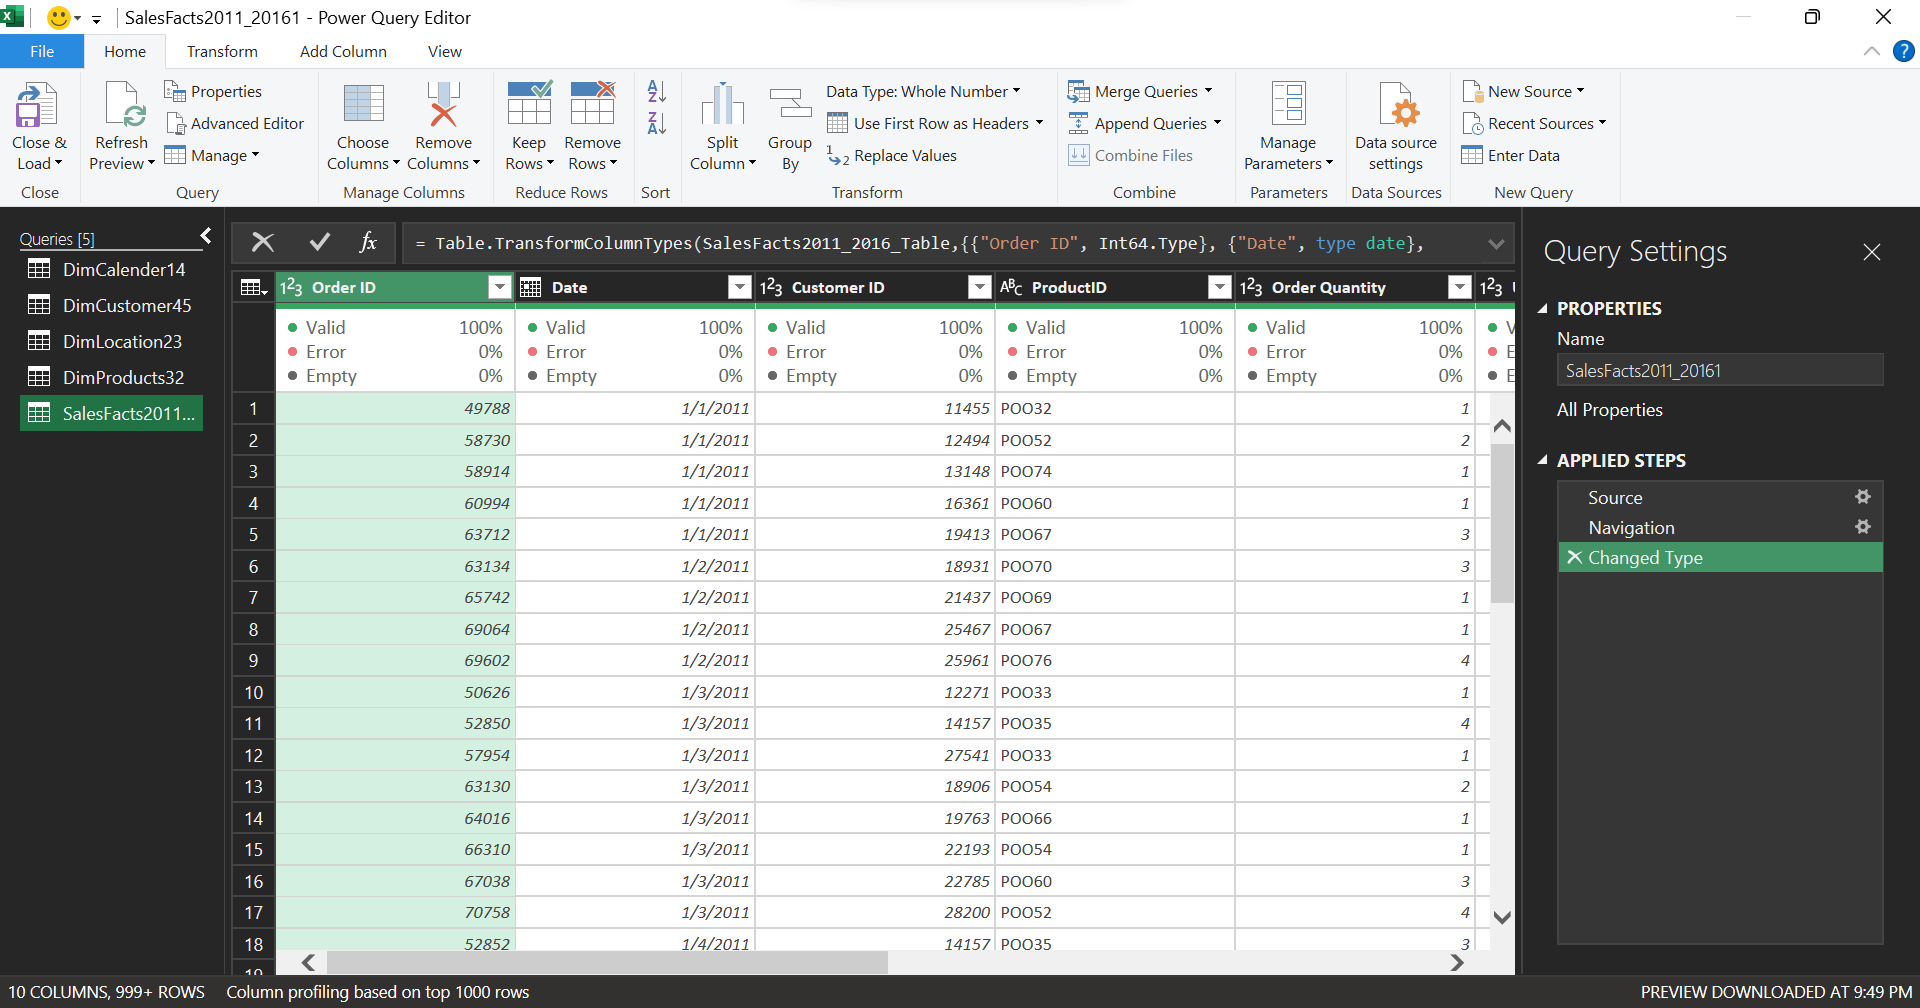 SalesFacts2011_20161 - Power Query Editor
File Home Transform Add Column View
Close & Load
Close
Refresh Preview
Properties
Advanced Editor
Manage
Query
Choose Columns
Remove Columns
Manage Columns
Keep Rows
Remove Rows
Reduce Rows
Sort
Split Column
Group By
Data Type: Whole Number
Use First Row as Headers
Replace Values
Transform
Merge Queries
Append Queries
Combine Files
Combine
Manage Parameters
Parameters
Data source settings
Data Sources
New Source
Recent Sources
Enter Data
New Query
Queries [5]
DimCalender14
DimCustomer45
DimLocation23
DimProducts32
SalesFacts2011...
fx = Table.TransformColumnTypes(SalesFacts2011_2016_Table,{{"Order ID", Int64.Type}, {"Date", type date},
Order ID Date Customer ID ProductID Order Quantity
Valid 100% Valid 100% Valid 100% Valid 100% Valid 100%
Error 0% Error 0% Error 0% Error 0% Error 0%
Empty 0% Empty 0% Empty 0% Empty 0% Empty 0%
1 49788 1/1/2011 11455 POO32 1
2 58730 1/1/2011 12494 POO52 2
3 58914 1/1/2011 13148 POO74 1
4 60994 1/1/2011 16361 POO60 1
5 63712 1/1/2011 19413 POO67 3
6 63134 1/2/2011 18931 POO70 3
7 65742 1/2/2011 21437 POO69 1
8 69064 1/2/2011 25467 POO67 1
9 69602 1/2/2011 25961 POO76 4
10 50626 1/3/2011 12271 POO33 1
11 52850 1/3/2011 14157 POO35 4
12 57954 1/3/2011 27541 POO33 1
13 63130 1/3/2011 18906 POO54 2
14 64016 1/3/2011 19763 POO66 1
15 66310 1/3/2011 22193 POO54 1
16 67038 1/3/2011 22785 POO60 3
17 70758 1/3/2011 28200 POO52 4
18 52852 1/4/2011 14157 POO35 3
Query Settings
PROPERTIES
Name
SalesFacts2011_20161
All Properties
APPLIED STEPS
Source
Navigation
Changed Type
10 COLUMNS, 999+ ROWS Column profiling based on top 1000 rows
PREVIEW DOWNLOADED AT 9:49 PM